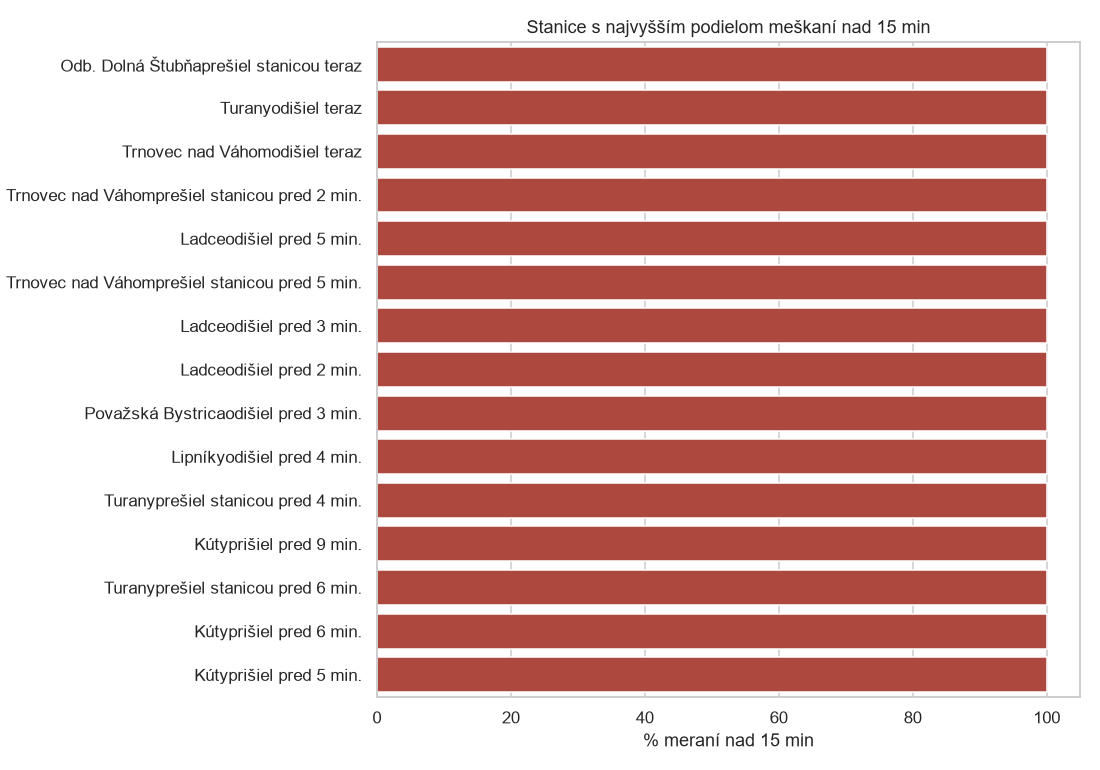 Stanice s najvyšším podielom meškaní nad 15 min
Odb. Dolná Štubňaprešiel stanicou teraz
Turanyodišiel teraz
Trnovec nad Váhomodišiel teraz
Trnovec nad Váhomprešiel stanicou pred 2 min.
Ladceodišiel pred 5 min.
Trnovec nad Váhomprešiel stanicou pred 5 min.
Ladceodišiel pred 3 min.
Ladceodišiel pred 2 min.
Považská Bystricaodišiel pred 3 min.
Lipníkyodišiel pred 4 min.
Turanyprešiel stanicou pred 4 min.
Kútyprišiel pred 9 min.
Turanyprešiel stanicou pred 6 min.
Kútyprišiel pred 6 min.
Kútyprišiel pred 5 min.
0 20 40 60 80 100
% meraní nad 15 min